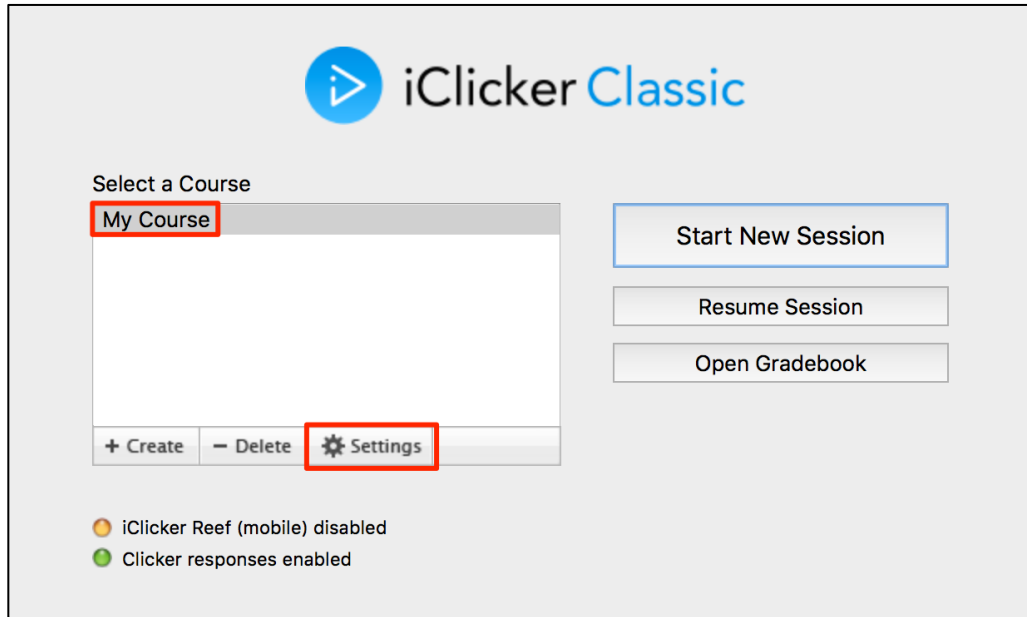 iClicker Classic
Select a Course
My Course
Start New Session
Resume Session
Open Gradebook
+ Create − Delete Settings
iClicker Reef (mobile) disabled
Clicker responses enabled